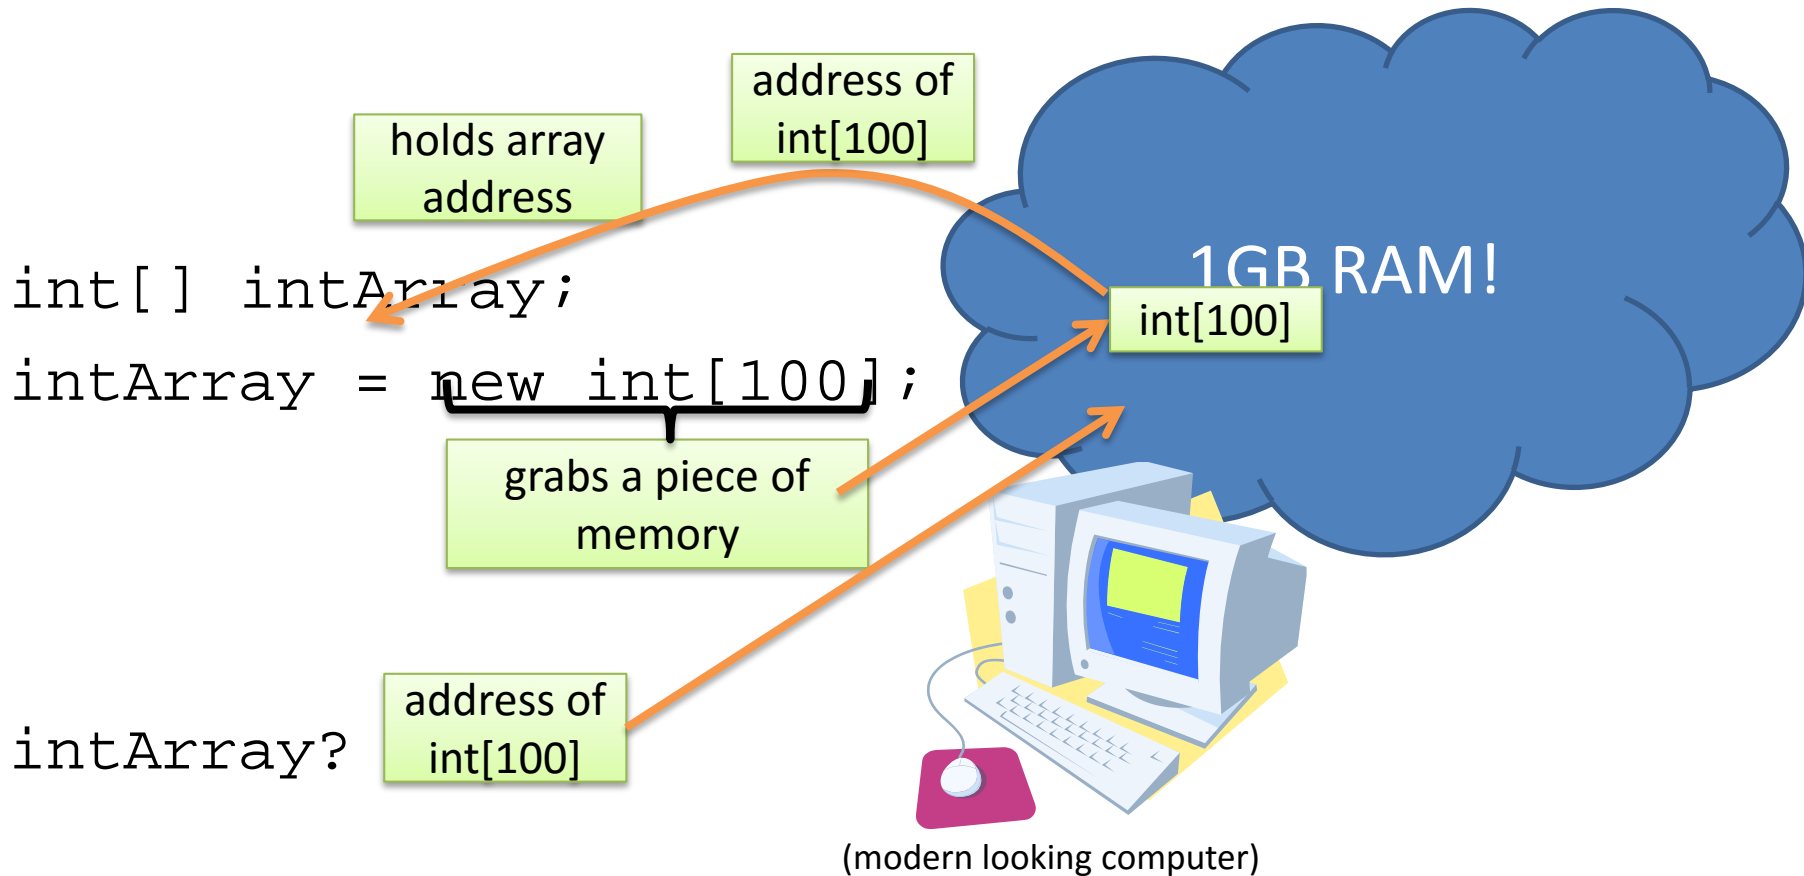 address of
int[100]
holds array
address
1GB RAM!
int[] intArray;
int[100]
intArray = new int[100];
grabs a piece of
memory
address of
int[100]
intArray?
(modern looking computer)